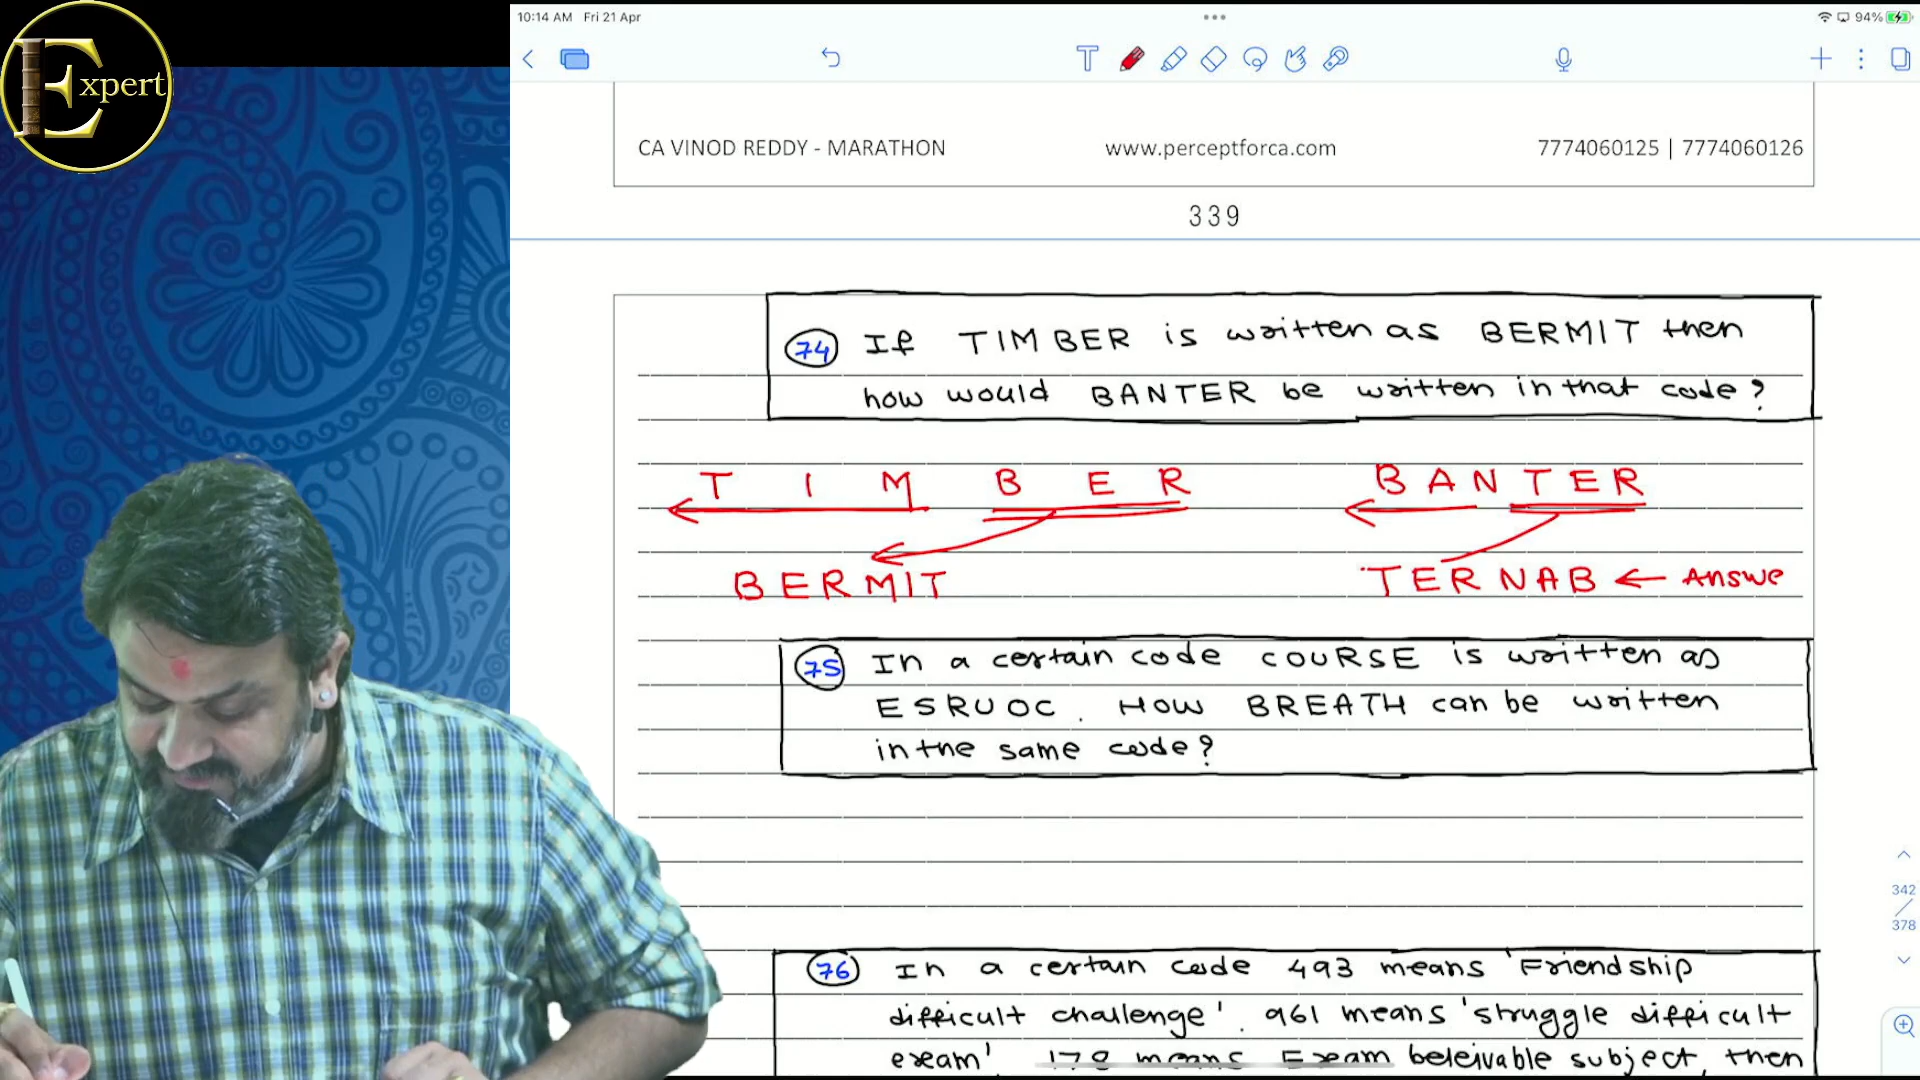 10:14 AM Fri 21 Apr
94%
Expert
CA VINOD REDDY - MARATHON www.perceptforca.com 7774060125 | 7774060126
339
74 If TIMBER is written as BERMIT then
how would BANTER be written in that code?
T I M B E R B A N T E R
BERMIT TERNAB ← Answe
75 In a certain code COURSE is written as
ESRUOC. How BREATH can be written
in the same code?
342
378
76 In a certain code 493 means 'Friendship
difficult challenge'. 961 means 'struggle difficult
exam'. 178 means Exam beleivable subject, then